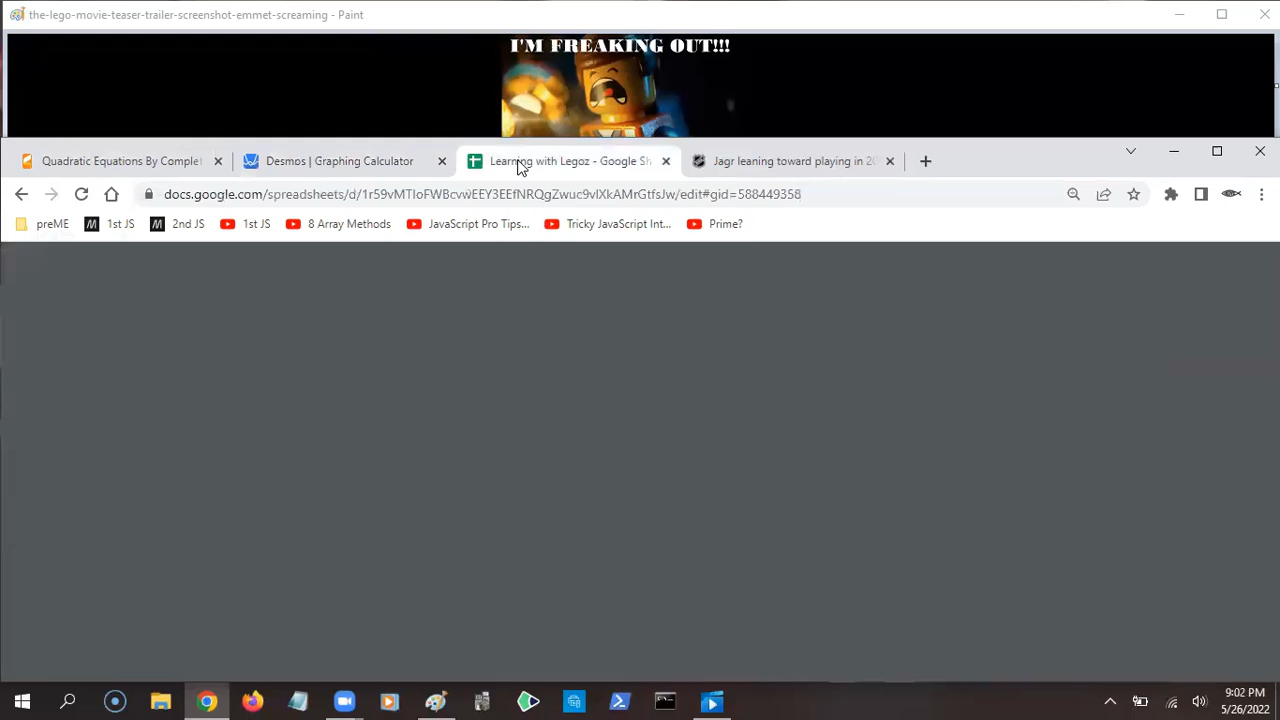 the-lego-movie-teaser-trailer-screenshot-emmet-screaming - Paint
I'M FREAKING OUT!!!
Quadratic Equations By Complet
Desmos | Graphing Calculator
Learning with Legoz - Google Sh
Jagr leaning toward playing in 20
docs.google.com/spreadsheets/d/1r59vMTIoFWBcvwEEY3EEfNRQgZwuc9vlXkAMrGtfsJw/edit#gid=588449358
preME
1st JS
2nd JS
1st JS
8 Array Methods
JavaScript Pro Tips...
Tricky JavaScript Int...
Prime?
9:02 PM
5/26/2022